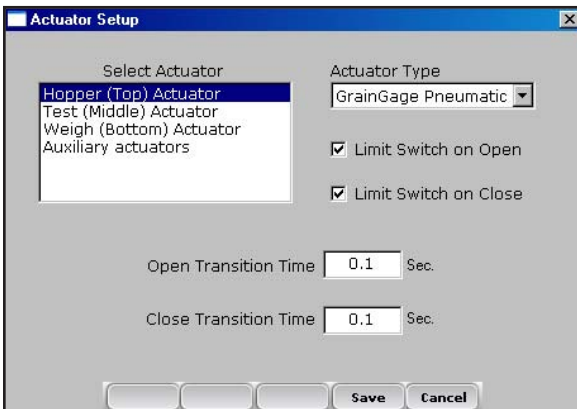 Actuator Setup
Select Actuator
Hopper (Top) Actuator
Test (Middle) Actuator
Weigh (Bottom) Actuator
Auxiliary actuators
Actuator Type
GrainGage Pneumatic
Limit Switch on Open
Limit Switch on Close
Open Transition Time 0.1 Sec.
Close Transition Time 0.1 Sec.
Save Cancel